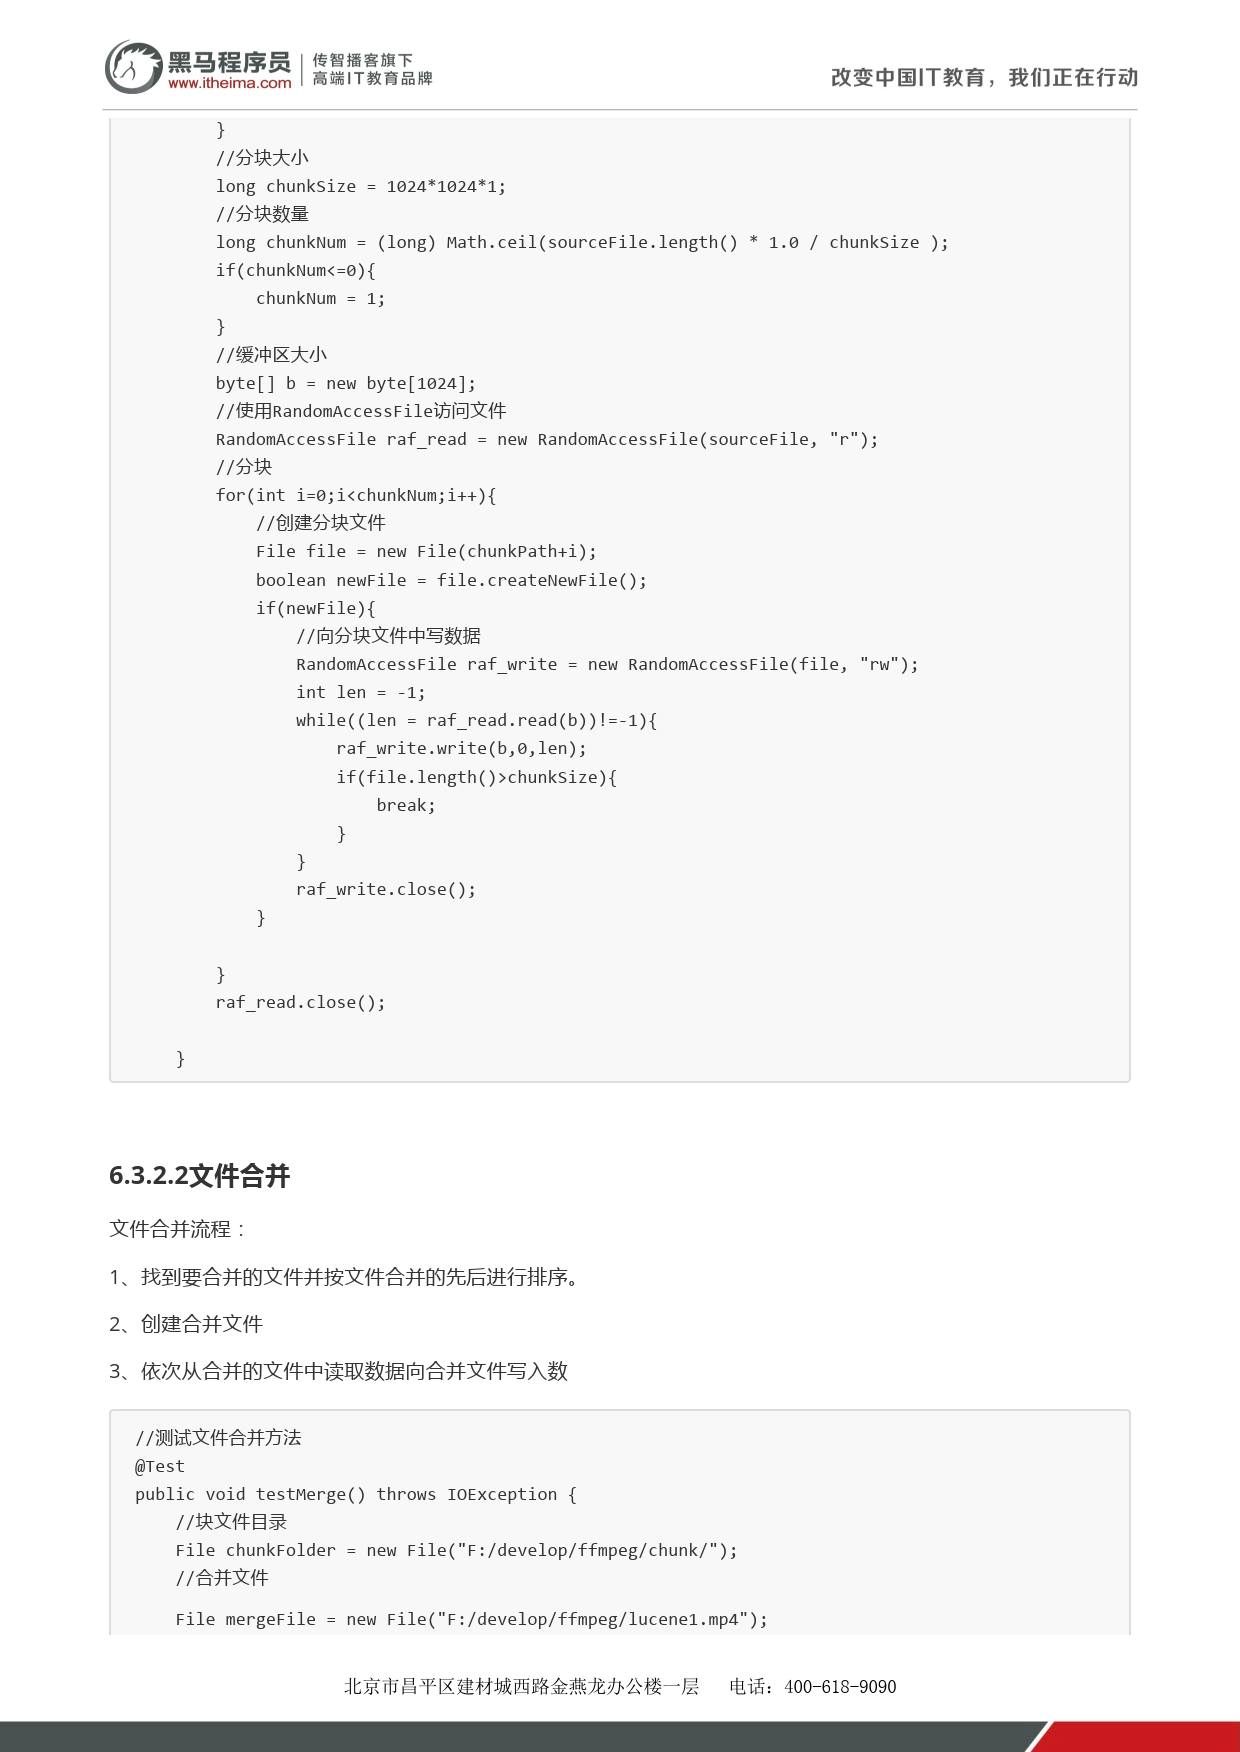 黑马程序员
www.itheima.com
传智播客旗下
高端IT教育品牌
改变中国IT教育，我们正在行动
}
//分块大小
long chunkSize = 1024*1024*1;
//分块数量
long chunkNum = (long) Math.ceil(sourceFile.length() * 1.0 / chunkSize );
if(chunkNum<=0){
chunkNum = 1;
}
//缓冲区大小
byte[] b = new byte[1024];
//使用RandomAccessFile访问文件
RandomAccessFile raf_read = new RandomAccessFile(sourceFile, "r");
//分块
for(int i=0;i<chunkNum;i++){
//创建分块文件
File file = new File(chunkPath+i);
boolean newFile = file.createNewFile();
if(newFile){
//向分块文件中写数据
RandomAccessFile raf_write = new RandomAccessFile(file, "rw");
int len = -1;
while((len = raf_read.read(b))!=-1){
raf_write.write(b,0,len);
if(file.length()>chunkSize){
break;
}
}
raf_write.close();
}
}
raf_read.close();
}
6.3.2.2文件合并
文件合并流程：
1、找到要合并的文件并按文件合并的先后进行排序。
2、创建合并文件
3、依次从合并的文件中读取数据向合并文件写入数
//测试文件合并方法
@Test
public void testMerge() throws IOException {
//块文件目录
File chunkFolder = new File("F:/develop/ffmpeg/chunk/");
//合并文件
File mergeFile = new File("F:/develop/ffmpeg/lucene1.mp4");
北京市昌平区建材城西路金燕龙办公楼一层 电话：400-618-9090